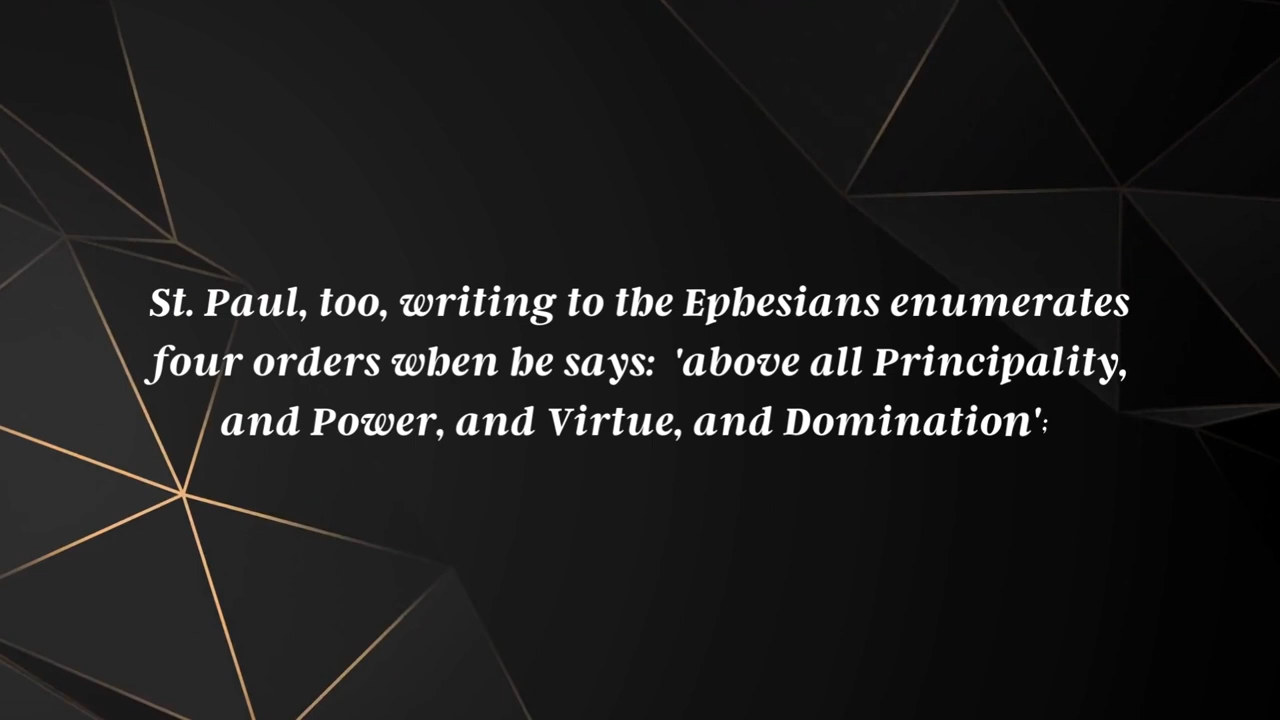 St. Paul, too, writing to the Ephesians enumerates
four orders when he says: 'above all Principality,
and Power, and Virtue, and Domination';